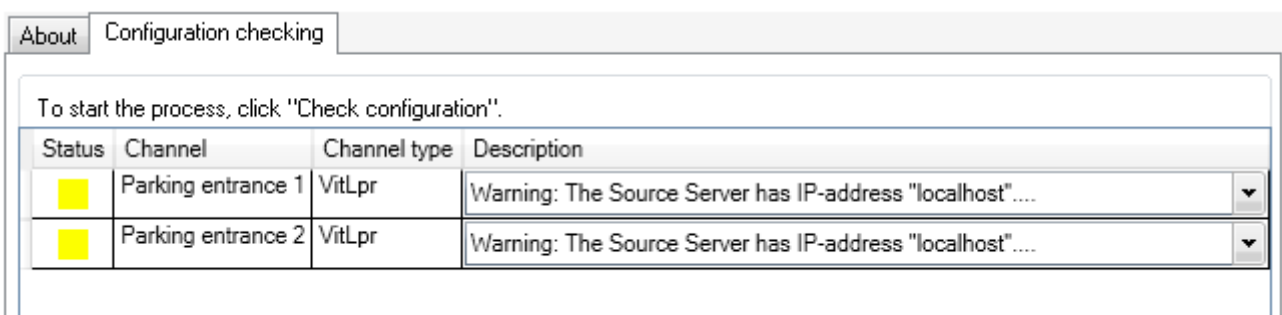 About Configuration checking
To start the process, click "Check configuration".
Status Channel Channel type Description
Parking entrance 1 VitLpr Warning: The Source Server has IP-address "localhost"....
Parking entrance 2 VitLpr Warning: The Source Server has IP-address "localhost"....